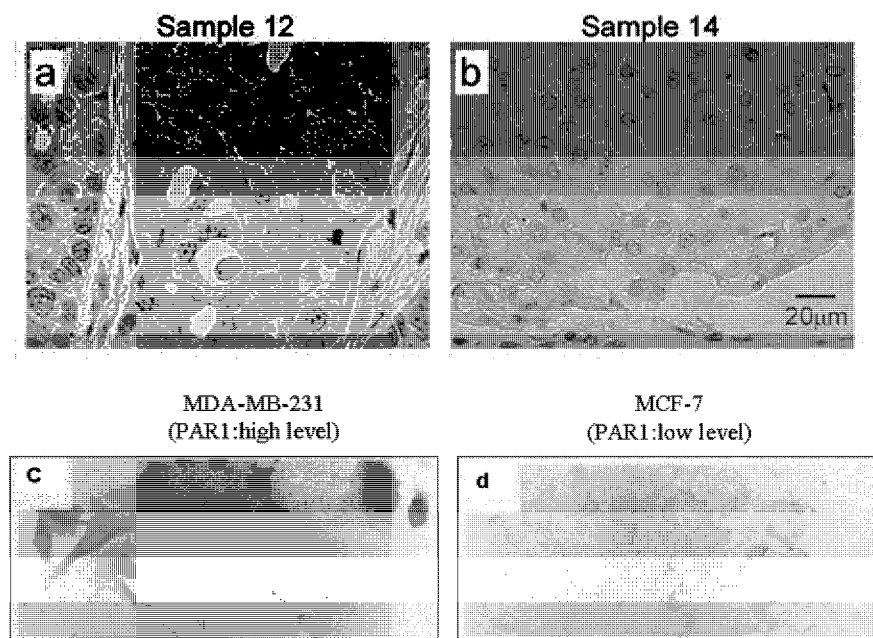 Sample 12
Sample 14
a
b
20μm
MDA-MB-231
(PAR1:high level)
MCF-7
(PAR1:low level)
c
d